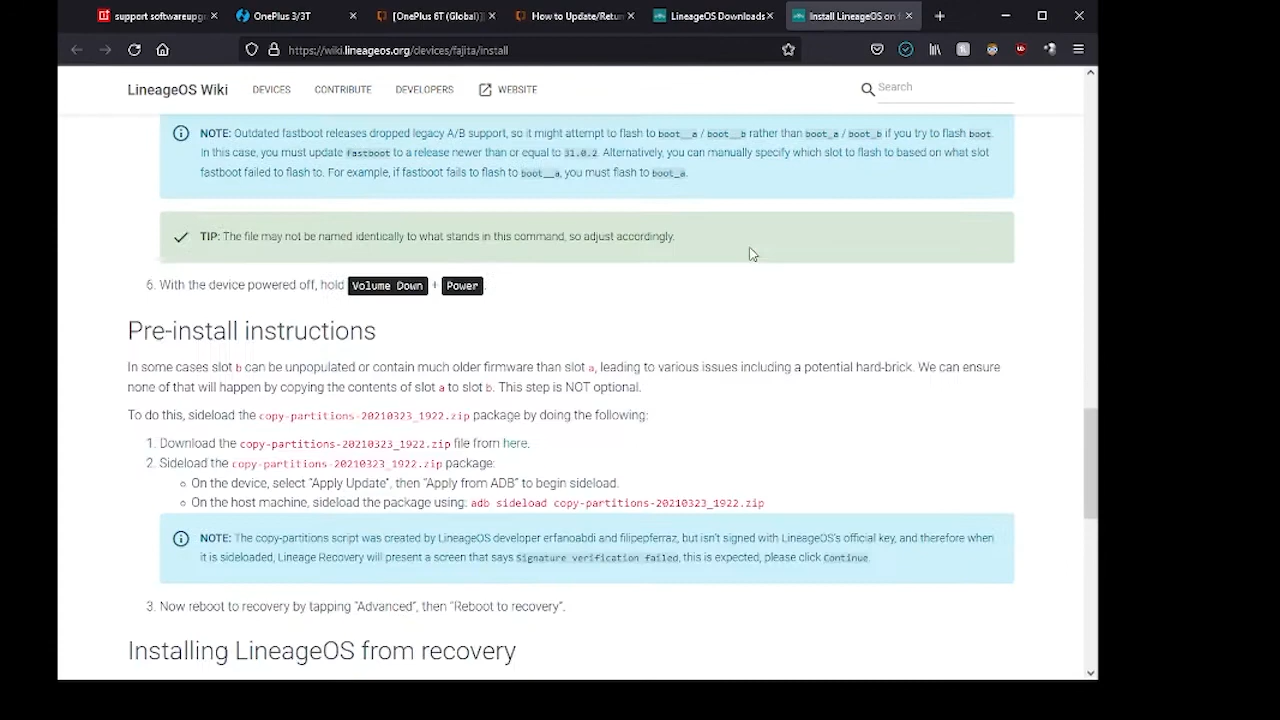 support softwareupg
OnePlus 3/3T
[OnePlus 6T (Global)]
How to Update/Retur
LineageOS Downloads
Install LineageOS on f
https://wiki.lineageos.org/devices/fajita/install
LineageOS Wiki
DEVICES
CONTRIBUTE
DEVELOPERS
WEBSITE
Search
NOTE: Outdated fastboot releases dropped legacy A/B support, so it might attempt to flash to boot__a / boot__b rather than boot_a / boot_b if you try to flash boot.
In this case, you must update fastboot to a release newer than or equal to 31.0.2. Alternatively, you can manually specify which slot to flash to based on what slot
fastboot failed to flash to. For example, if fastboot fails to flash to boot__a, you must flash to boot_a.
TIP: The file may not be named identically to what stands in this command, so adjust accordingly.
6. With the device powered off, hold Volume Down + Power.
Pre-install instructions
In some cases slot b can be unpopulated or contain much older firmware than slot a, leading to various issues including a potential hard-brick. We can ensure
none of that will happen by copying the contents of slot a to slot b. This step is NOT optional.
To do this, sideload the copy-partitions-20210323_1922.zip package by doing the following:
1. Download the copy-partitions-20210323_1922.zip file from here.
2. Sideload the copy-partitions-20210323_1922.zip package:
On the device, select “Apply Update”, then “Apply from ADB” to begin sideload.
On the host machine, sideload the package using: adb sideload copy-partitions-20210323_1922.zip
NOTE: The copy-partitions script was created by LineageOS developer erfanoabdi and filipepferraz, but isn’t signed with LineageOS’s official key, and therefore when
it is sideloaded, Lineage Recovery will present a screen that says Signature verification failed, this is expected, please click Continue.
3. Now reboot to recovery by tapping “Advanced”, then “Reboot to recovery”.
Installing LineageOS from recovery